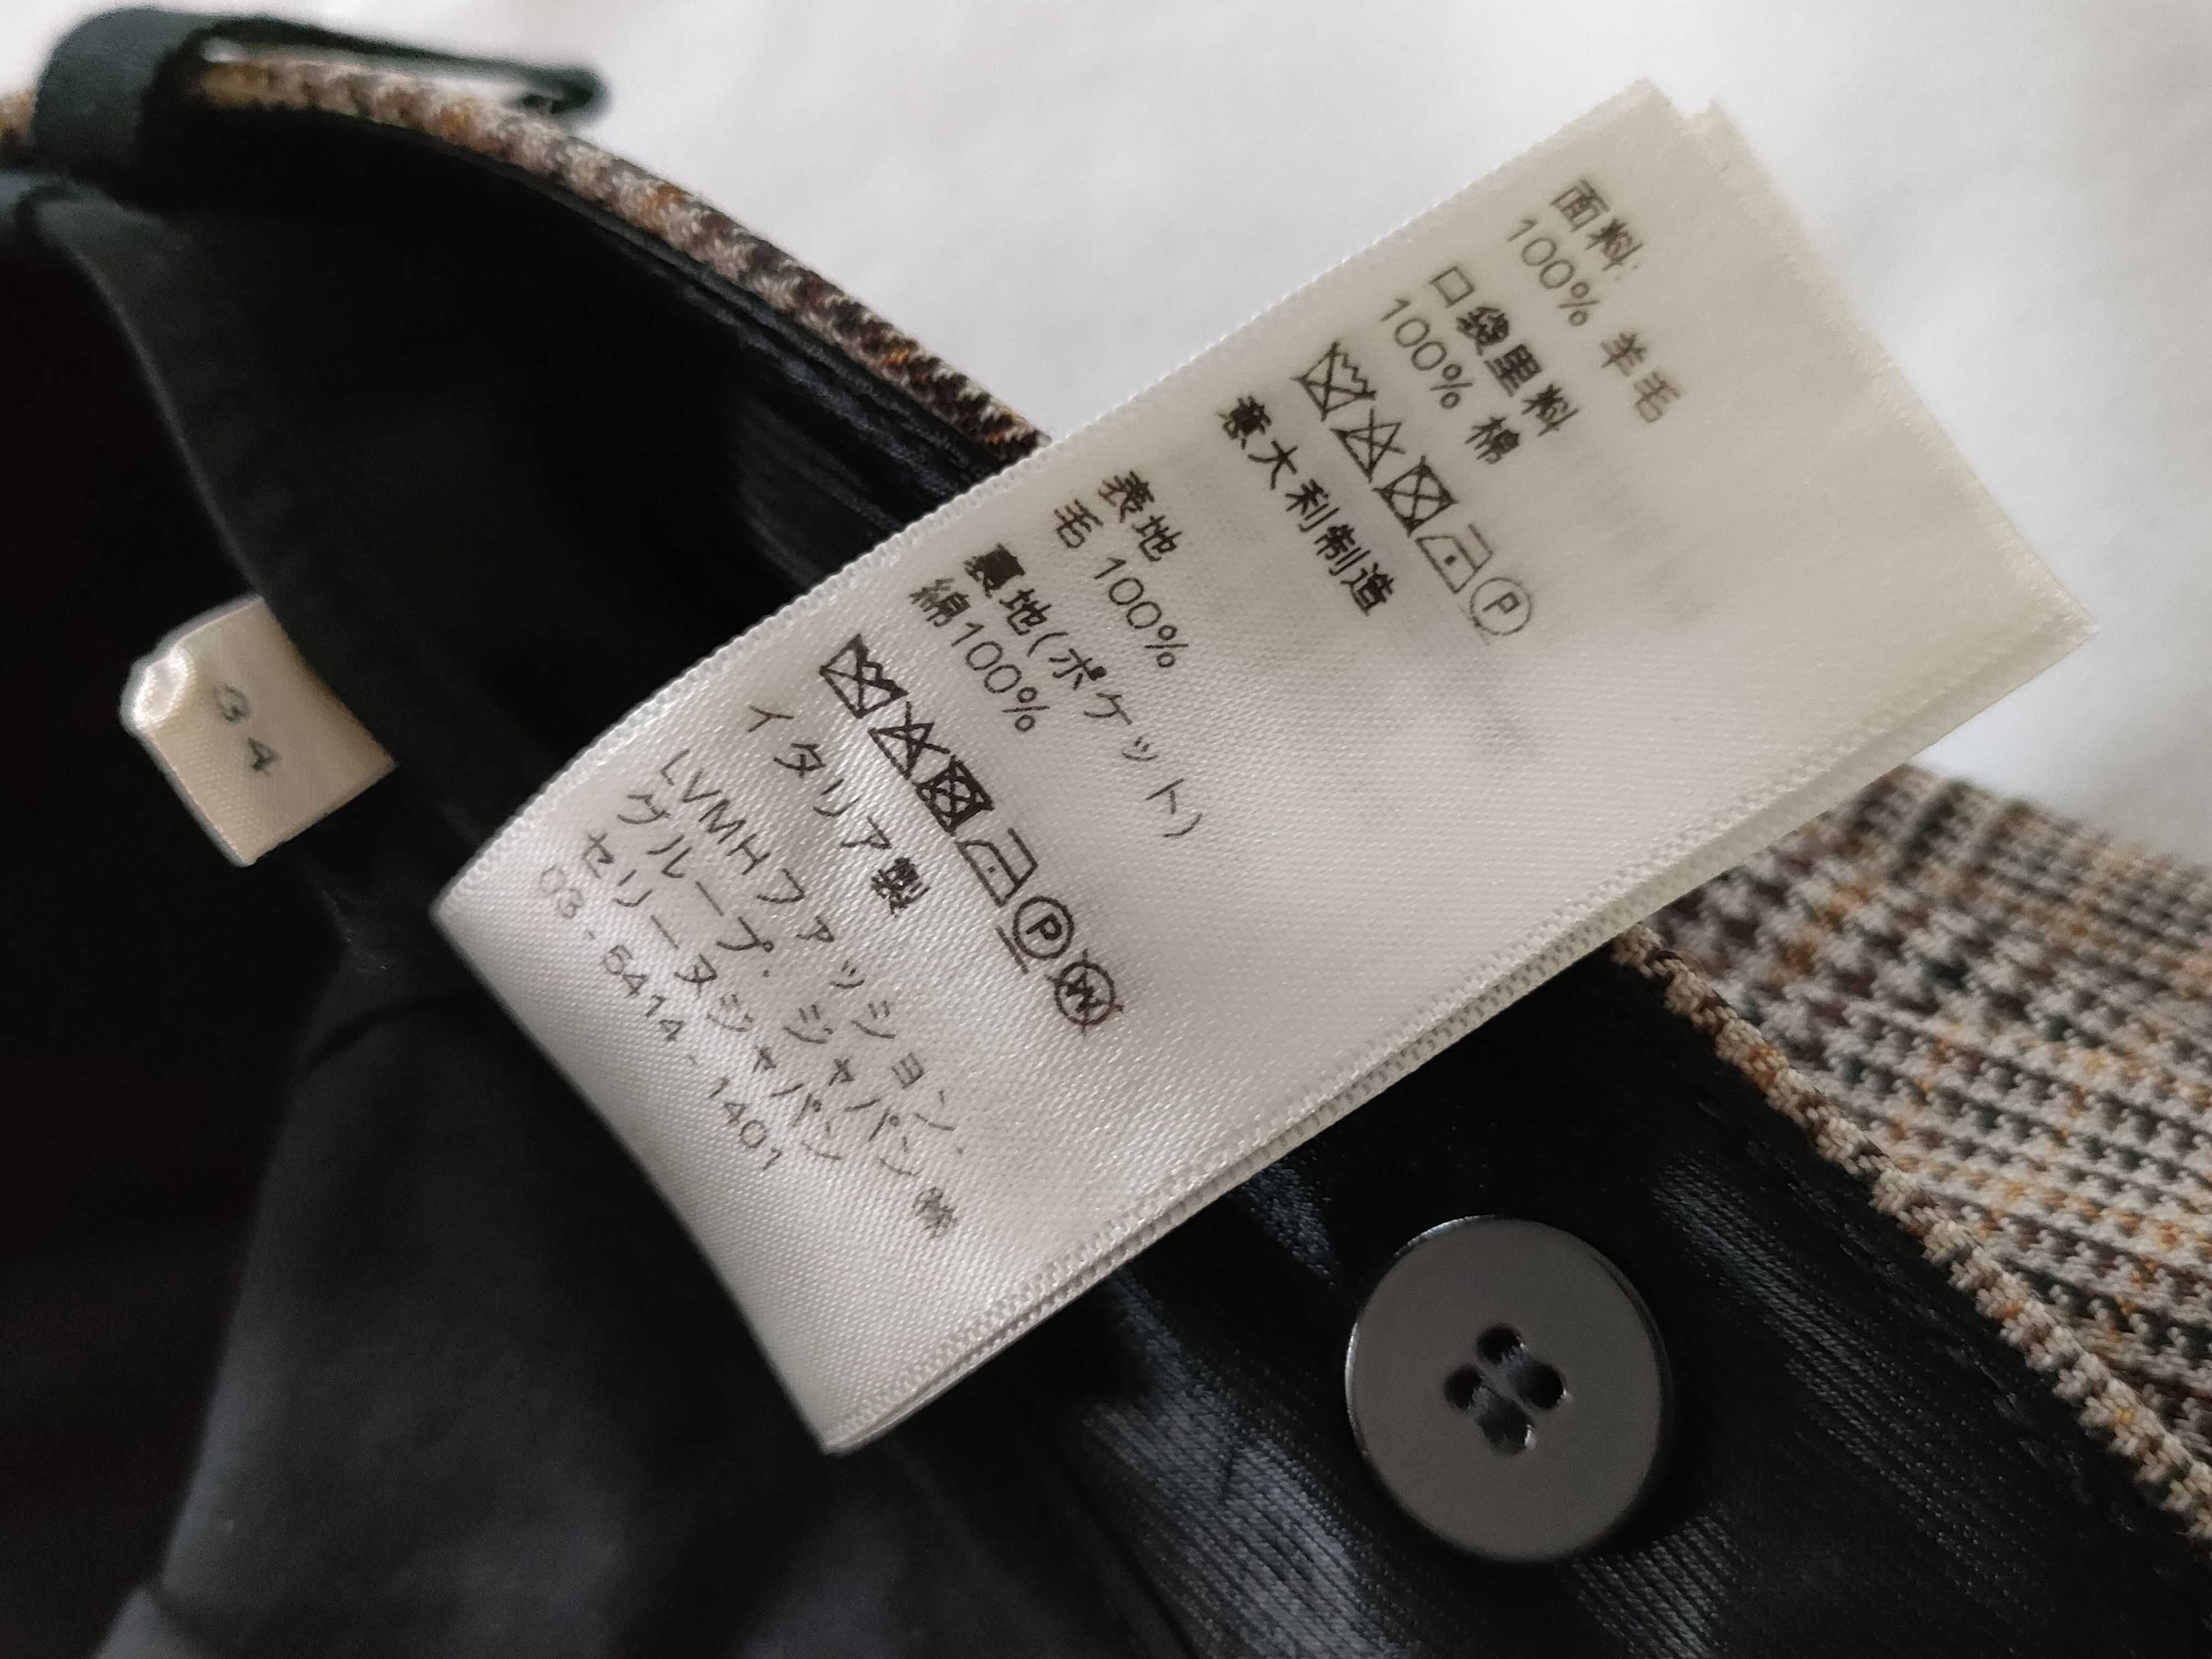 面料:
100% 羊毛
口袋里料
100% 棉
P
意大利制造
表地
毛 100%
裏地(ポケット)
綿100%
P W
イタリア製
LVMHファッション.
グループ.ジャパン㈱
セリーヌジャパン
03-6414-1401
34